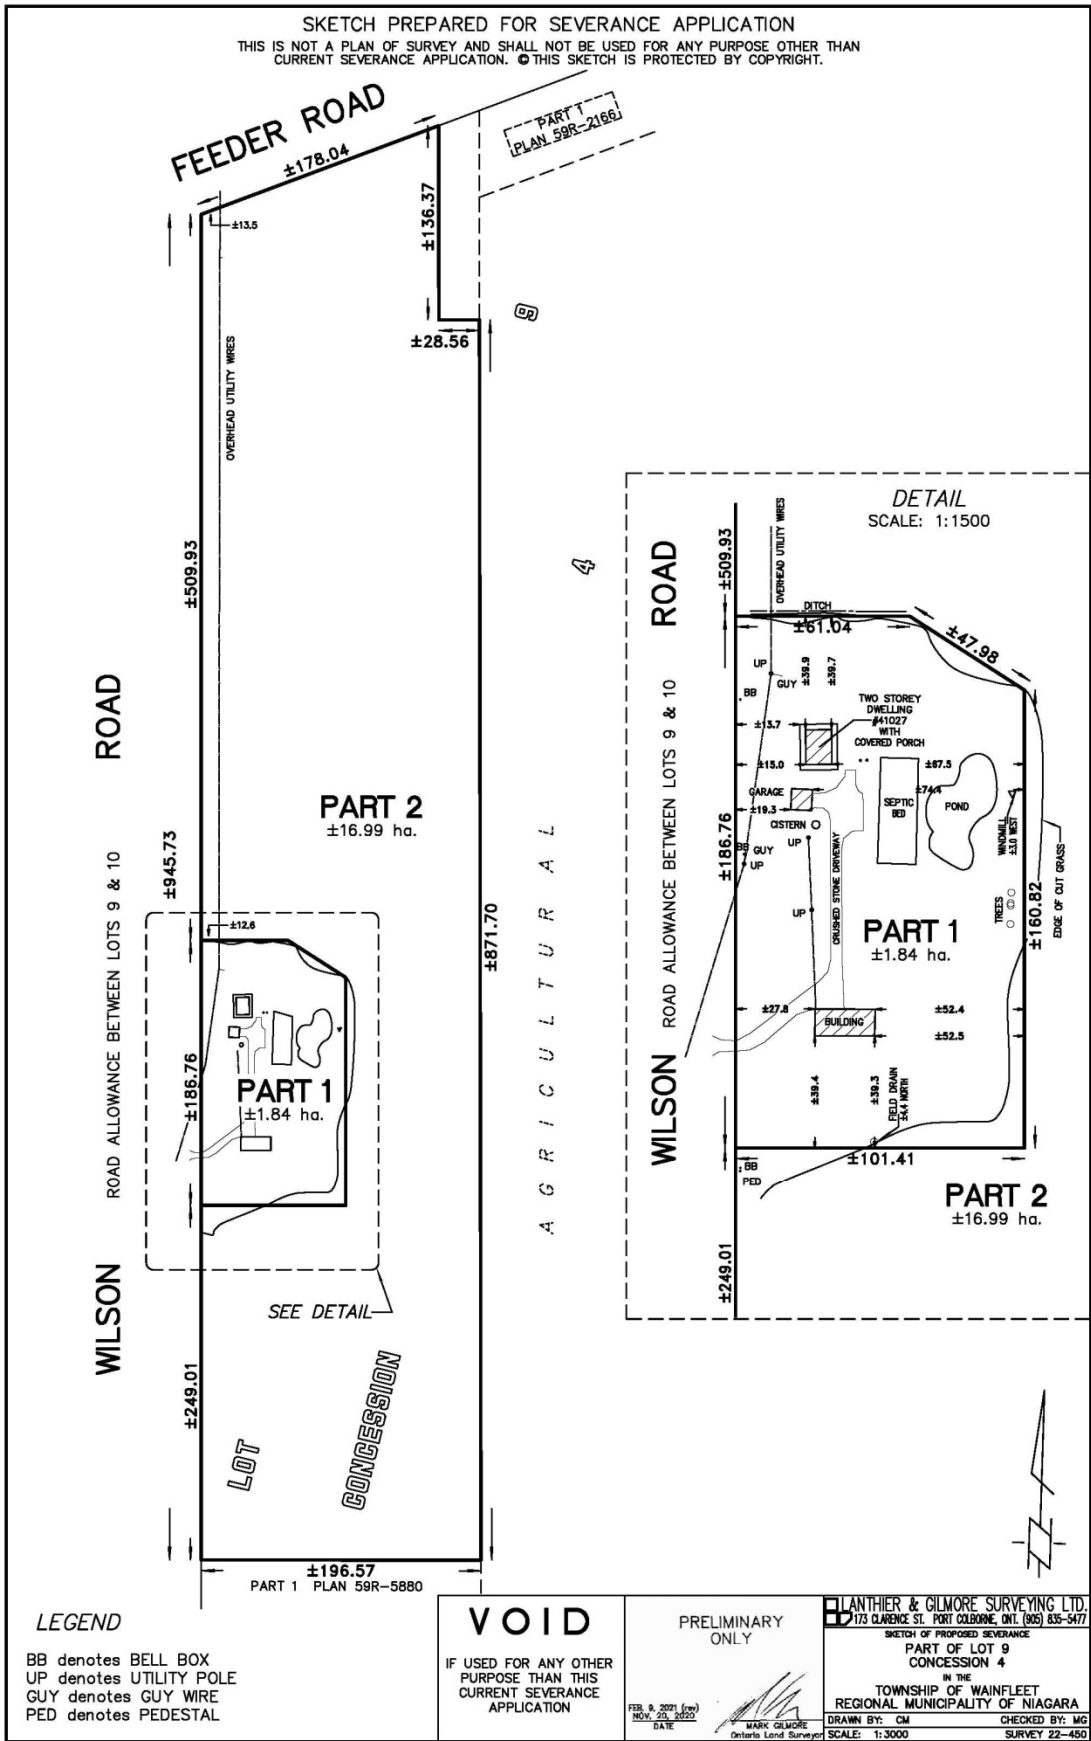 SKETCH PREPARED FOR SEVERANCE APPLICATION
THIS IS NOT A PLAN OF SURVEY AND SHALL NOT BE USED FOR ANY PURPOSE OTHER THAN
CURRENT SEVERANCE APPLICATION. © THIS SKETCH IS PROTECTED BY COPYRIGHT.
FEEDER ROAD
±178.04
PART 1
PLAN 59R-2166
±13.5
±136.37
±28.56
9
OVERHEAD UTILITY WIRES
±509.93
4
ROAD
±945.73
PART 2
±16.99 ha.
ROAD ALLOWANCE BETWEEN LOTS 9 & 10
±12.6
±186.76
PART 1
±1.84 ha.
±871.70
AGRICULTURAL
WILSON
SEE DETAIL
±249.01
LOT
CONCESSION
±196.57
PART 1 PLAN 59R-5880
DETAIL
SCALE: 1:1500
ROAD
±509.93
OVERHEAD UTILITY WIRES
DITCH
±61.04
±47.98
UP
GUY
±39.9
±39.7
BB
TWO STOREY
DWELLING
#41027
WITH
COVERED PORCH
±13.7
±15.0
±67.5
GARAGE
±74.4
±19.3
SEPTIC
BED
POND
WINDMILL
±3.0 WEST
CISTERN
UP
BB GUY
UP
±186.76
ROAD ALLOWANCE BETWEEN LOTS 9 & 10
UP
CRUSHED STONE DRIVEWAY
TREES
EDGE OF CUT GRASS
±160.82
PART 1
±1.84 ha.
±27.8
±52.4
BUILDING
±52.5
WILSON
±39.4
±39.3
FIELD DRAIN
±4.4 NORTH
±101.41
BB
PED
PART 2
±16.99 ha.
±249.01
LEGEND
BB denotes BELL BOX
UP denotes UTILITY POLE
GUY denotes GUY WIRE
PED denotes PEDESTAL
VOID
IF USED FOR ANY OTHER
PURPOSE THAN THIS
CURRENT SEVERANCE
APPLICATION
PRELIMINARY
ONLY
FEB. 9, 2021 (rev)
NOV. 20, 2020
DATE
MARK GILMORE
Ontario Land Surveyor
LANTHIER & GILMORE SURVEYING LTD.
173 CLARENCE ST. PORT COLBORNE, ONT. (905) 835-5477
SKETCH OF PROPOSED SEVERANCE
PART OF LOT 9
CONCESSION 4
IN THE
TOWNSHIP OF WAINFLEET
REGIONAL MUNICIPALITY OF NIAGARA
DRAWN BY: CM CHECKED BY: MG
SCALE: 1:3000 SURVEY 22-450